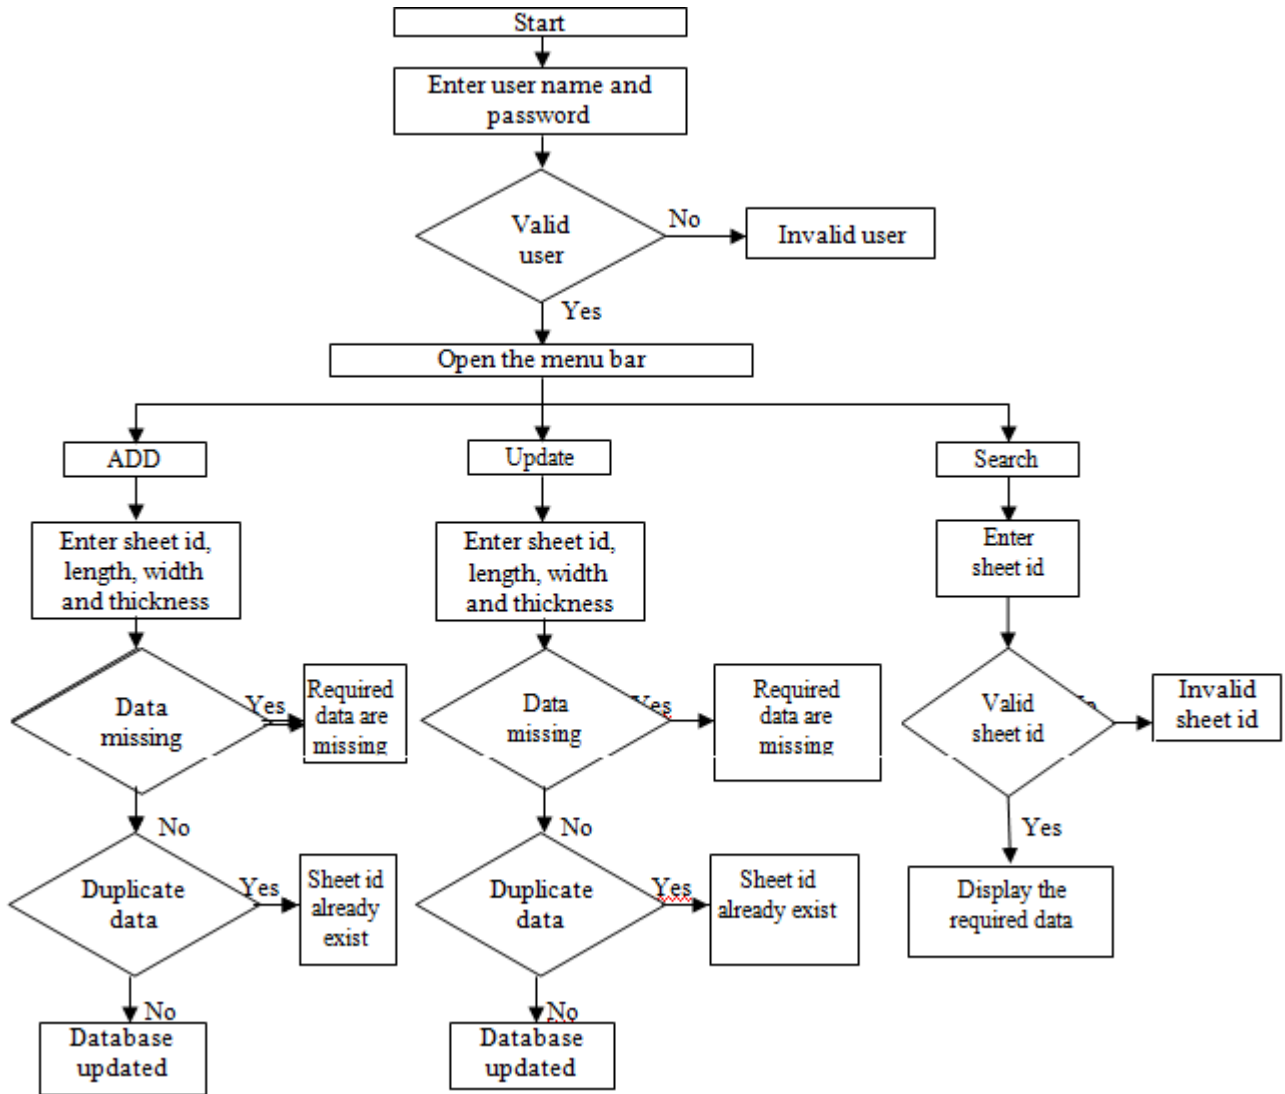 Start
Enter user name and
password
Valid
user
No
Invalid user
Yes
Open the menu bar
ADD
Update
Search
Enter sheet id,
length, width
and thickness
Enter sheet id,
length, width
and thickness
Enter
sheet id
Data
missing
Yes
Required
data are
missing
Data
missing
Yes
Required
data are
missing
Valid
sheet id
Invalid
sheet id
No
No
Yes
Duplicate
data
Yes
Sheet id
already
exist
Duplicate
data
Yes
Sheet id
already exist
Display the
required data
No
No
Database
updated
Database
updated